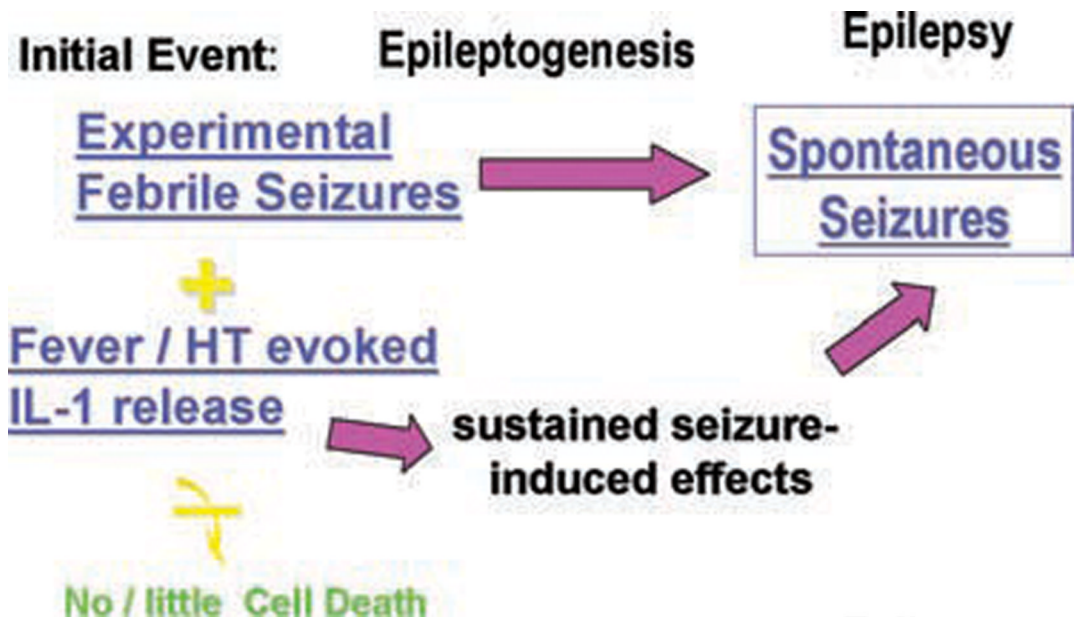 Initial Event:
Epileptogenesis
Epilepsy
Experimental
Febrile Seizures
Spontaneous
Seizures
+
Fever / HT evoked
IL-1 release
sustained seizure-
induced effects
No / little Cell Death